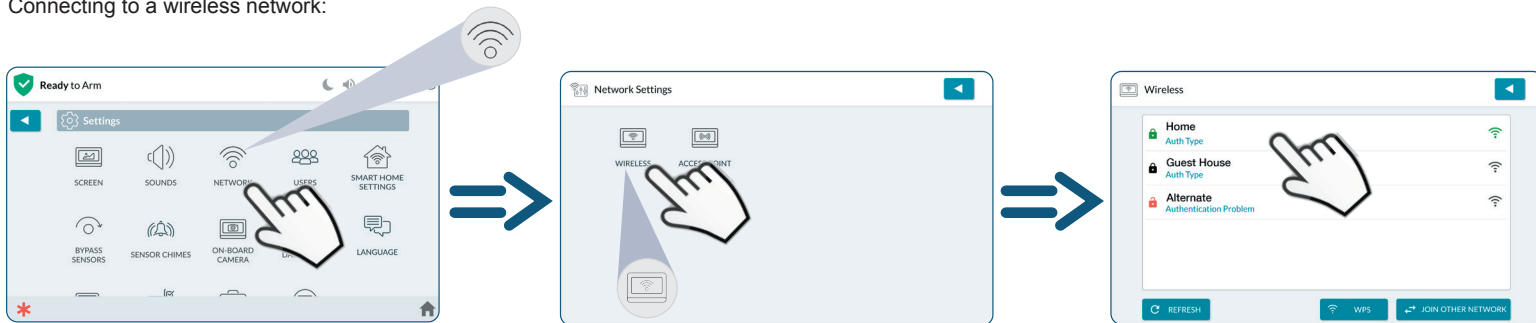 Connecting to a wireless network:
Ready to Arm
Settings
SCREEN
SOUNDS
NETWORK
USERS
SMART HOME
SETTINGS
BYPASS
SENSORS
SENSOR CHIMES
ON-BOARD
CAMERA
LANGUAGE
Network Settings
WIRELESS
ACCESS POINT
Wireless
Home
Auth Type
Guest House
Auth Type
Alternate
Authentication Problem
REFRESH
WPS
JOIN OTHER NETWORK